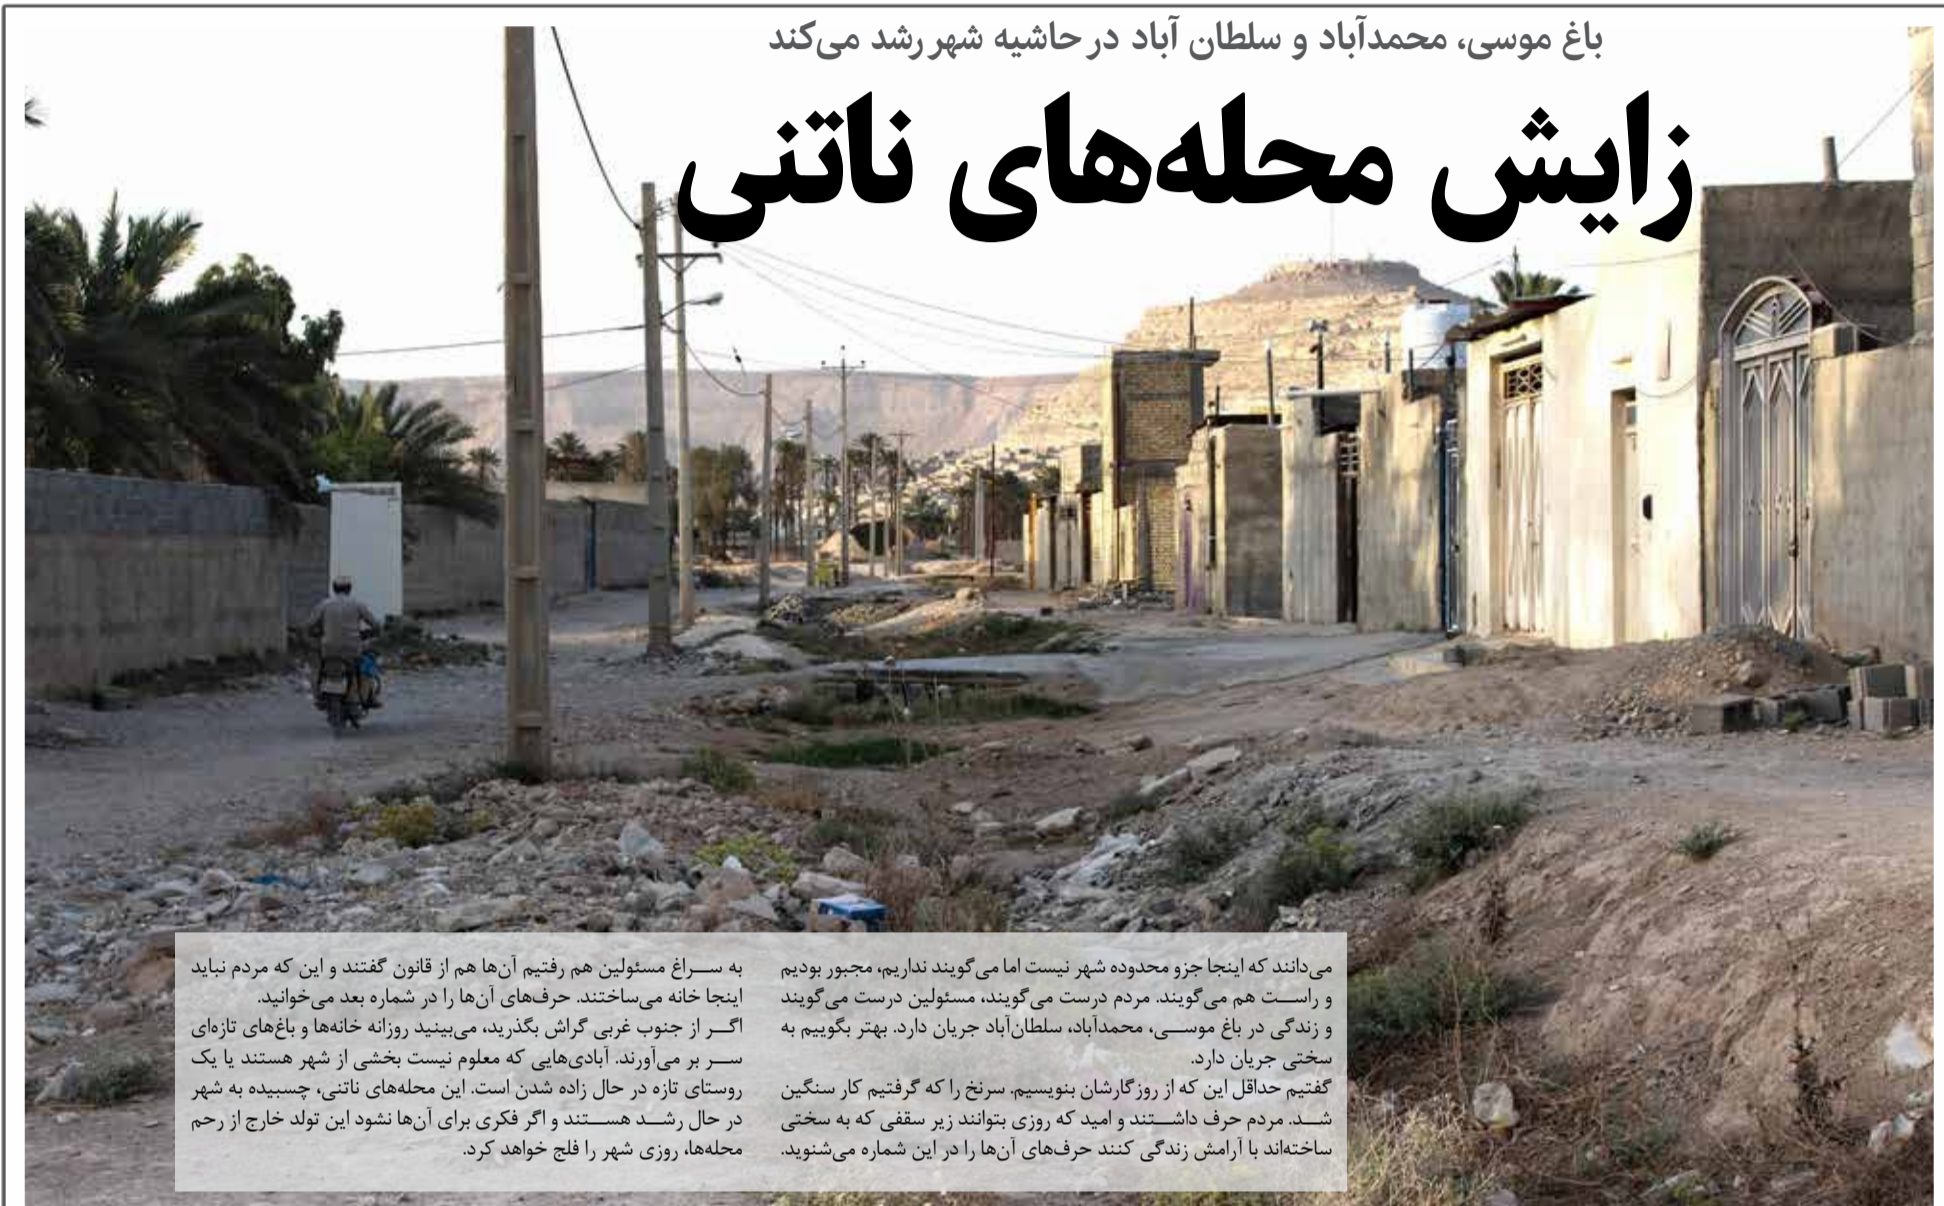 باغ موسی، محمدآباد و سلطان آباد در حاشیه شهر رشد می‌کند
زایش محله‌های ناتنی
می‌دانند که اینجا جزو محدوده شهر نیست اما می‌گویند نداریم، مجبور بودیم
و راست هم می‌گویند. مردم درست می‌گویند، مسئولین درست می‌گویند
و زندگی در باغ موسی، محمدآباد، سلطان‌آباد جریان دارد. بهتر بگوییم به
سختی جریان دارد.
گفتیم حداقل این که از روزگارشان بنویسیم. سرنخ را که گرفتیم کار سنگین
شد. مردم حرف داشتند و امید که روزی بتوانند زیر سقفی که به سختی
ساخته‌اند با آرامش زندگی کنند حرف‌های آن‌ها را در این شماره می‌شنوید.
به سراغ مسئولین هم رفتیم آن‌ها هم از قانون گفتند و این که مردم نباید
اینجا خانه می‌ساختند. حرف‌های آن‌ها را در شماره بعد می‌خوانید.
اگر از جنوب غربی گراش بگذرید، می‌بینید روزانه خانه‌ها و باغ‌های تازه‌ای
سر بر می‌آورند. آبادی‌هایی که معلوم نیست بخشی از شهر هستند یا یک
روستای تازه در حال زاده شدن است. این محله‌های ناتنی، چسبیده به شهر
در حال رشد هستند و اگر فکری برای آن‌ها نشود این تولد خارج از رحم
محله‌ها، روزی شهر را فلج خواهد کرد.